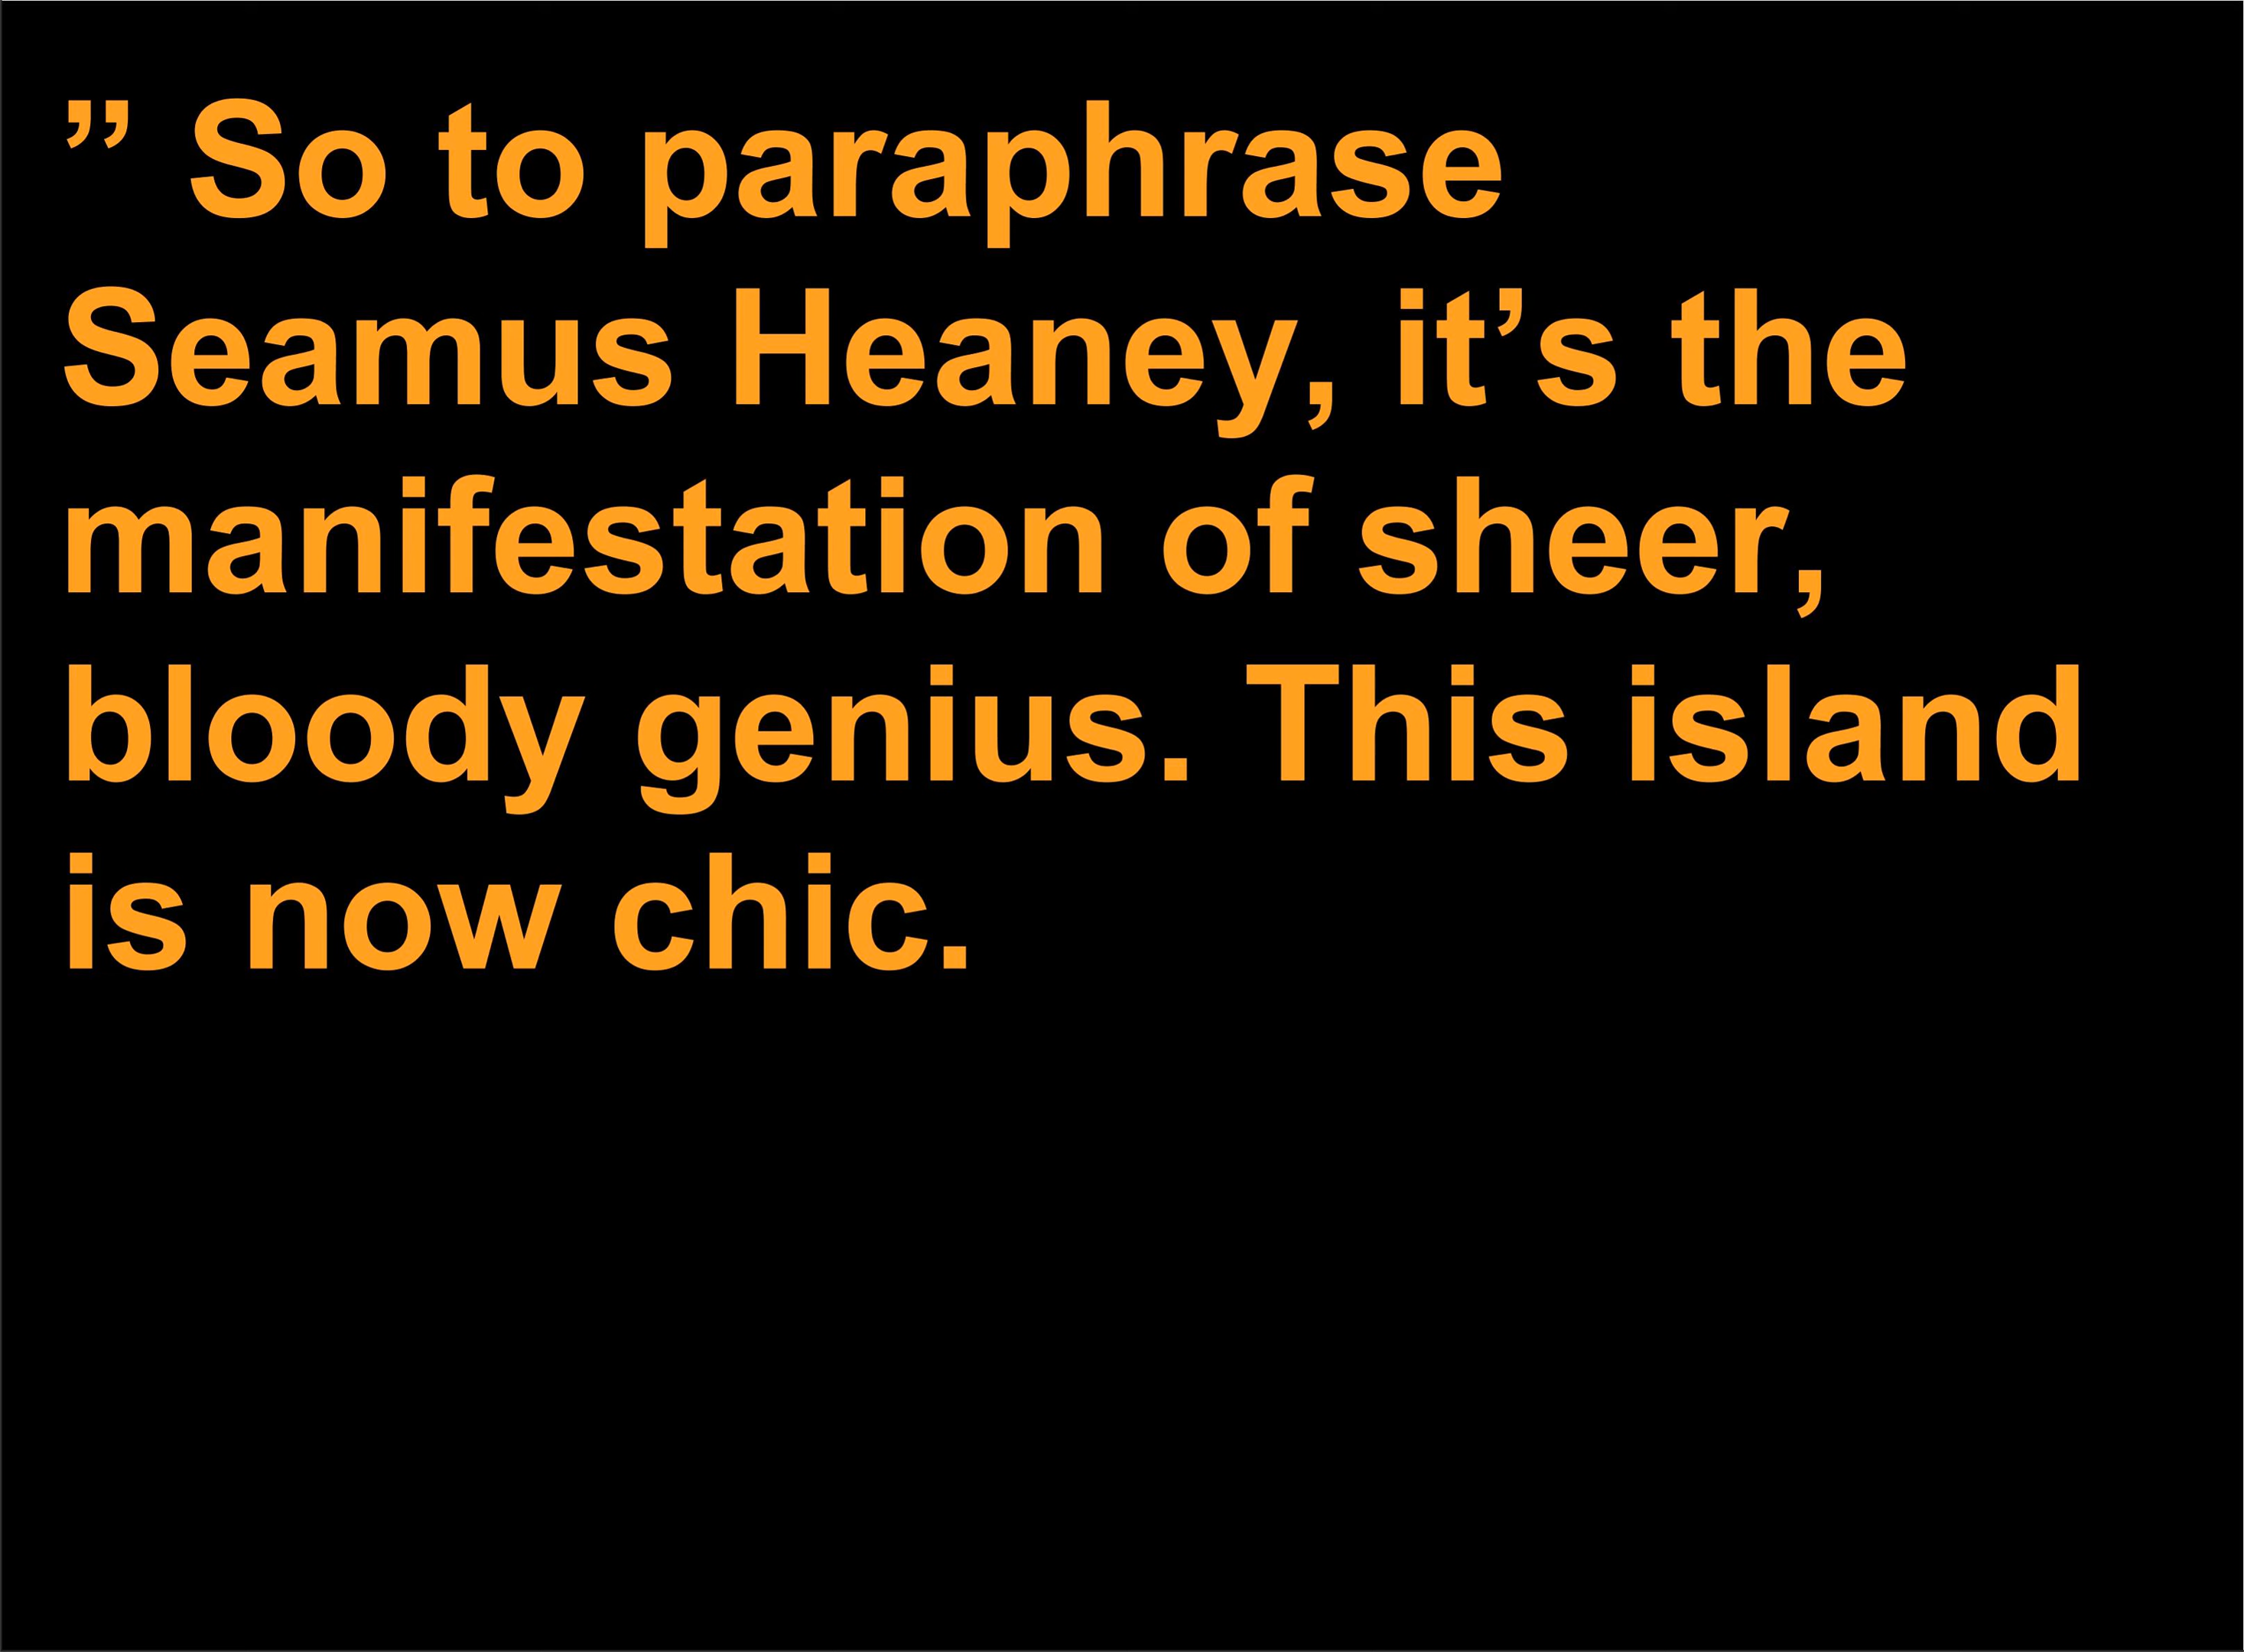 ” So to paraphrase
Seamus Heaney, it’s the
manifestation of sheer,
bloody genius. This island
is now chic.